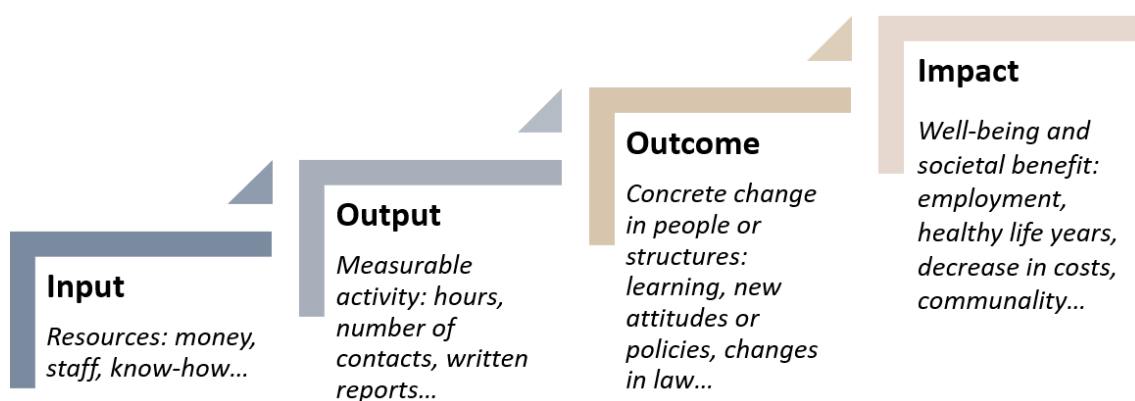 Input
Resources: money,
staff, know-how...
Output
Measurable
activity: hours,
number of
contacts, written
reports...
Outcome
Concrete change
in people or
structures:
learning, new
attitudes or
policies, changes
in law...
Impact
Well-being and
societal benefit:
employment,
healthy life years,
decrease in costs,
communality...